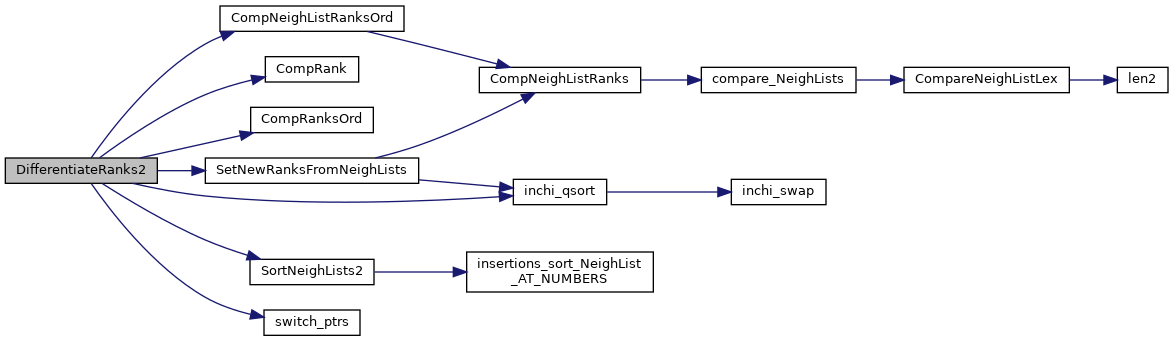 CompNeighListRanksOrd
CompRank
CompNeighListRanks
compare_NeighLists
CompareNeighListLex
len2
CompRanksOrd
DifferentiateRanks2
SetNewRanksFromNeighLists
inchi_qsort
inchi_swap
SortNeighLists2
insertions_sort_NeighList
_AT_NUMBERS
switch_ptrs